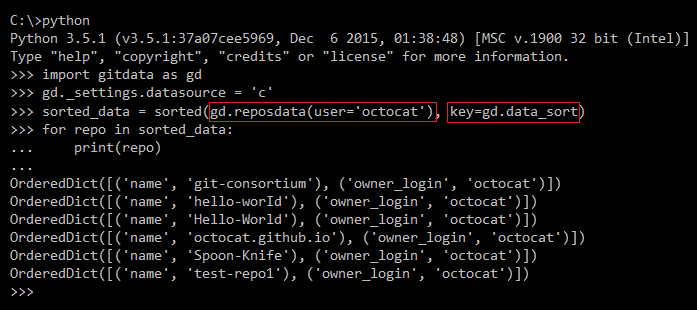 C:\>python
Python 3.5.1 (v3.5.1:37a07cee5969, Dec  6 2015, 01:38:48) [MSC v.1900 32 bit (Intel)]
Type "help", "copyright", "credits" or "license" for more information.
>>> import gitdata as gd
>>> gd._settings.datasource = 'c'
>>> sorted_data = sorted(gd.reposdata(user='octocat'), key=gd.data_sort)
>>> for repo in sorted_data:
...     print(repo)
...
OrderedDict([('name', 'git-consortium'), ('owner_login', 'octocat')])
OrderedDict([('name', 'hello-worId'), ('owner_login', 'octocat')])
OrderedDict([('name', 'Hello-World'), ('owner_login', 'octocat')])
OrderedDict([('name', 'octocat.github.io'), ('owner_login', 'octocat')])
OrderedDict([('name', 'Spoon-Knife'), ('owner_login', 'octocat')])
OrderedDict([('name', 'test-repo1'), ('owner_login', 'octocat')])
>>>